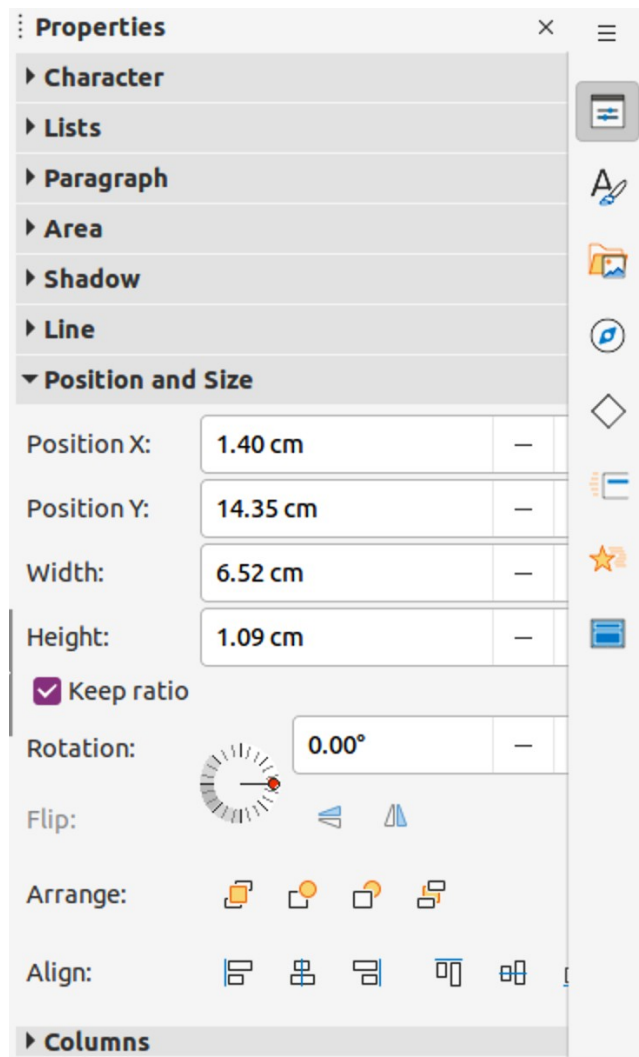 Properties
Character
Lists
Paragraph
Area
Shadow
Line
Position and Size
Position X: 1.40 cm
Position Y: 14.35 cm
Width: 6.52 cm
Height: 1.09 cm
Keep ratio
Rotation: 0.00°
Flip:
Arrange:
Align:
Columns